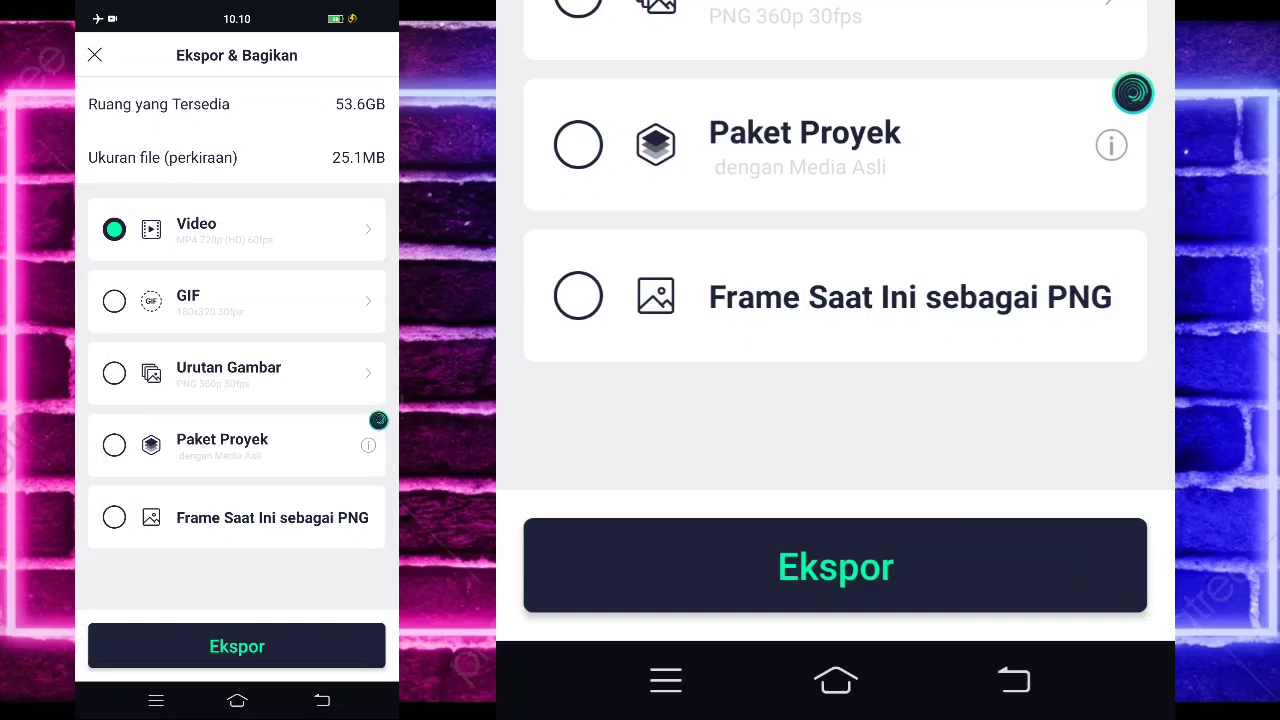 10.10
Ekspor & Bagikan
Ruang yang Tersedia 53.6GB
Ukuran file (perkiraan) 25.1MB
Video
MP4 720p (HD) 60fps
GIF
180x320 30fps
Urutan Gambar
PNG 360p 30fps
Paket Proyek
dengan Media Asli
Frame Saat Ini sebagai PNG
Ekspor
PNG 360p 30fps
Paket Proyek
dengan Media Asli
Frame Saat Ini sebagai PNG
Ekspor